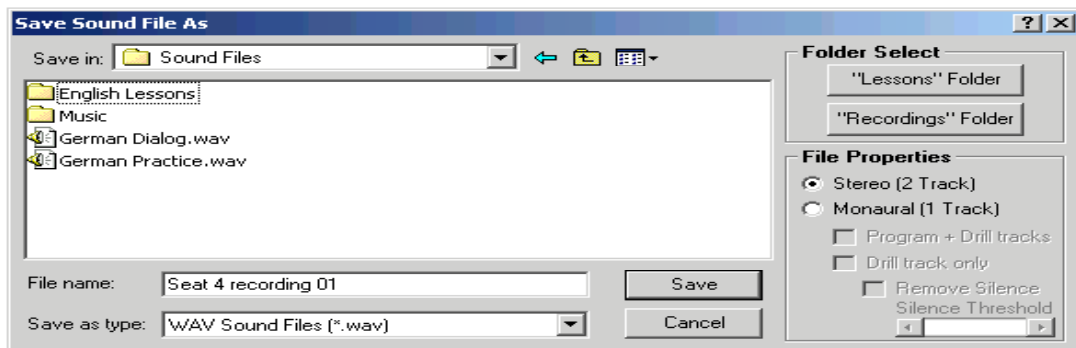 Save Sound File As
Save in: Sound Files
English Lessons
Music
German Dialog.wav
German Practice.wav
File name: Seat 4 recording 01
Save
Save as type: WAV Sound Files (*.wav)
Cancel
Folder Select
"Lessons" Folder
"Recordings" Folder
File Properties
Stereo (2 Track)
Monaural (1 Track)
Program + Drill tracks
Drill track only
Remove Silence
Silence Threshold